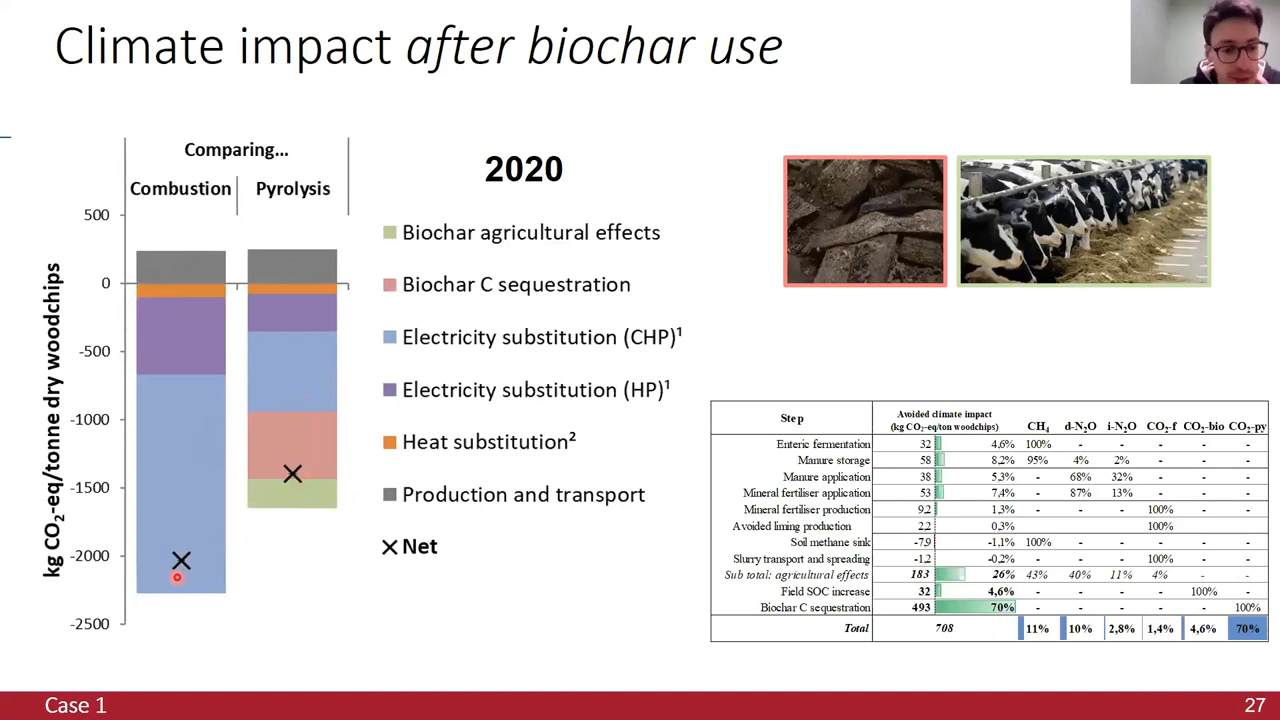 Climate impact after biochar use
Comparing...
Combustion Pyrolysis
2020
500
0
-500
-1000
-1500
-2000
-2500
kg CO₂-eq/tonne dry woodchips
Biochar agricultural effects
Biochar C sequestration
Electricity substitution (CHP)¹
Electricity substitution (HP)¹
Heat substitution²
Production and transport
Net
Step Avoided climate impact (kg CO₂-eq/ton woodchips) CH₄ d-N₂O i-N₂O CO₂-f CO₂-bio CO₂-py
Enteric fermentation 32 4,6% 100% - - - - -
Manure storage 58 8,2% 95% 4% 2% - - -
Manure application 38 5,3% - 68% 32% - - -
Mineral fertiliser application 53 7,4% - 87% 13% - - -
Mineral fertiliser production 9,2 1,3% - - - 100% - -
Avoided liming production 2,2 0,3% 100% - -
Soil methane sink -7,9 -1,1% 100% - - - - -
Slurry transport and spreading -1,2 -0,2% - - - 100% - -
Sub total: agricultural effects 183 26% 43% 40% 11% 4% - -
Field SOC increase 32 4,6% - - - - 100% -
Biochar C sequestration 493 70% - - - - - 100%
Total 708 11% 10% 2,8% 1,4% 4,6% 70%
Case 1
27